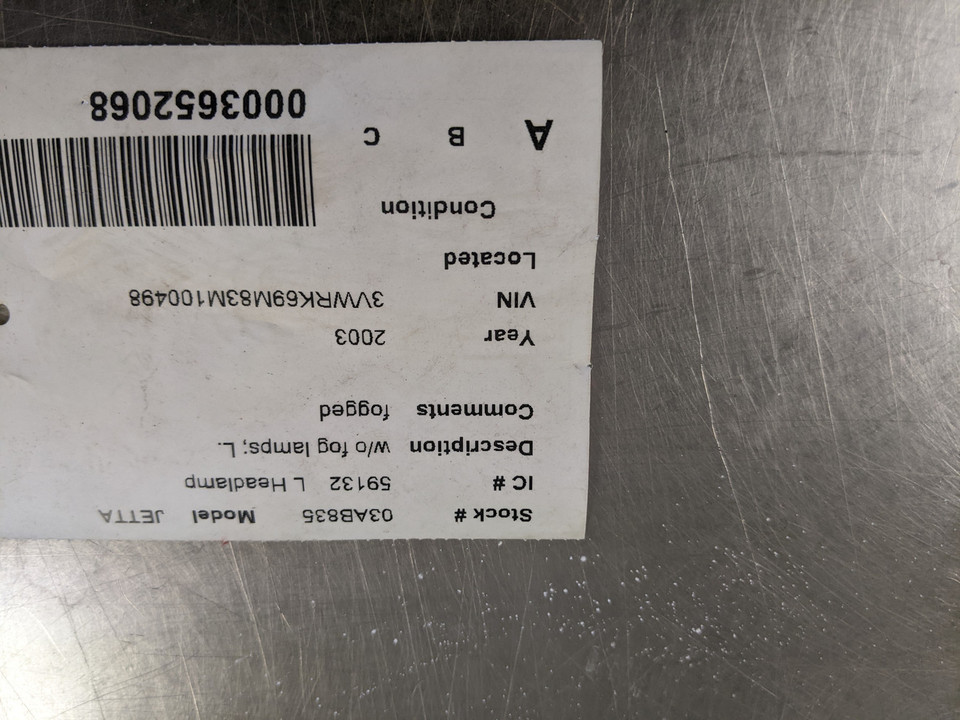 Stock # 03AB835 Model JETTA
IC # 59132 L Headlamp
Description w/o fog lamps; L.
Comments fogged
Year 2003
VIN 3VWRK69M83M100498
Located
Condition
A B C
0003652068